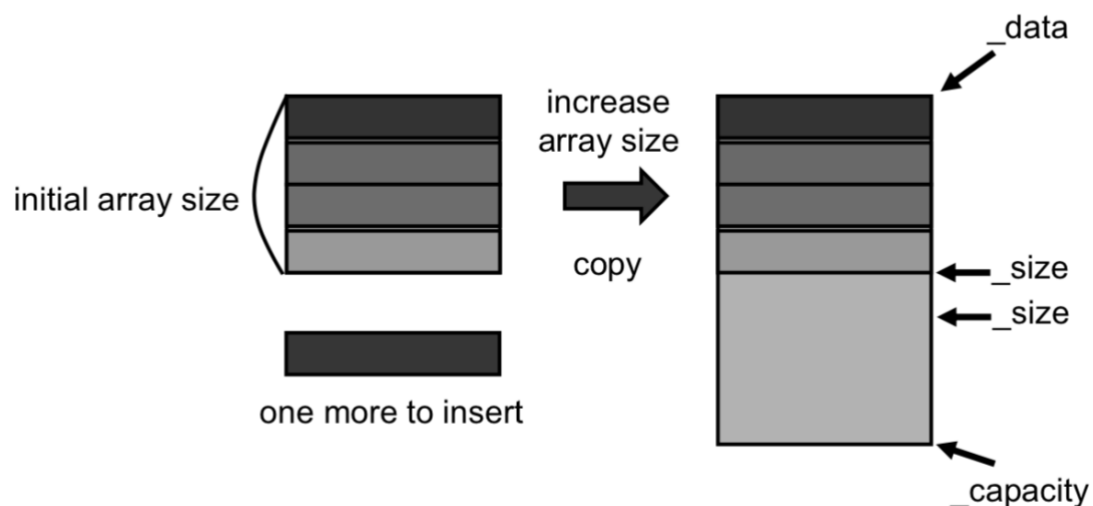 _data
increase
array size
initial array size
copy
_size
_size
one more to insert
_capacity